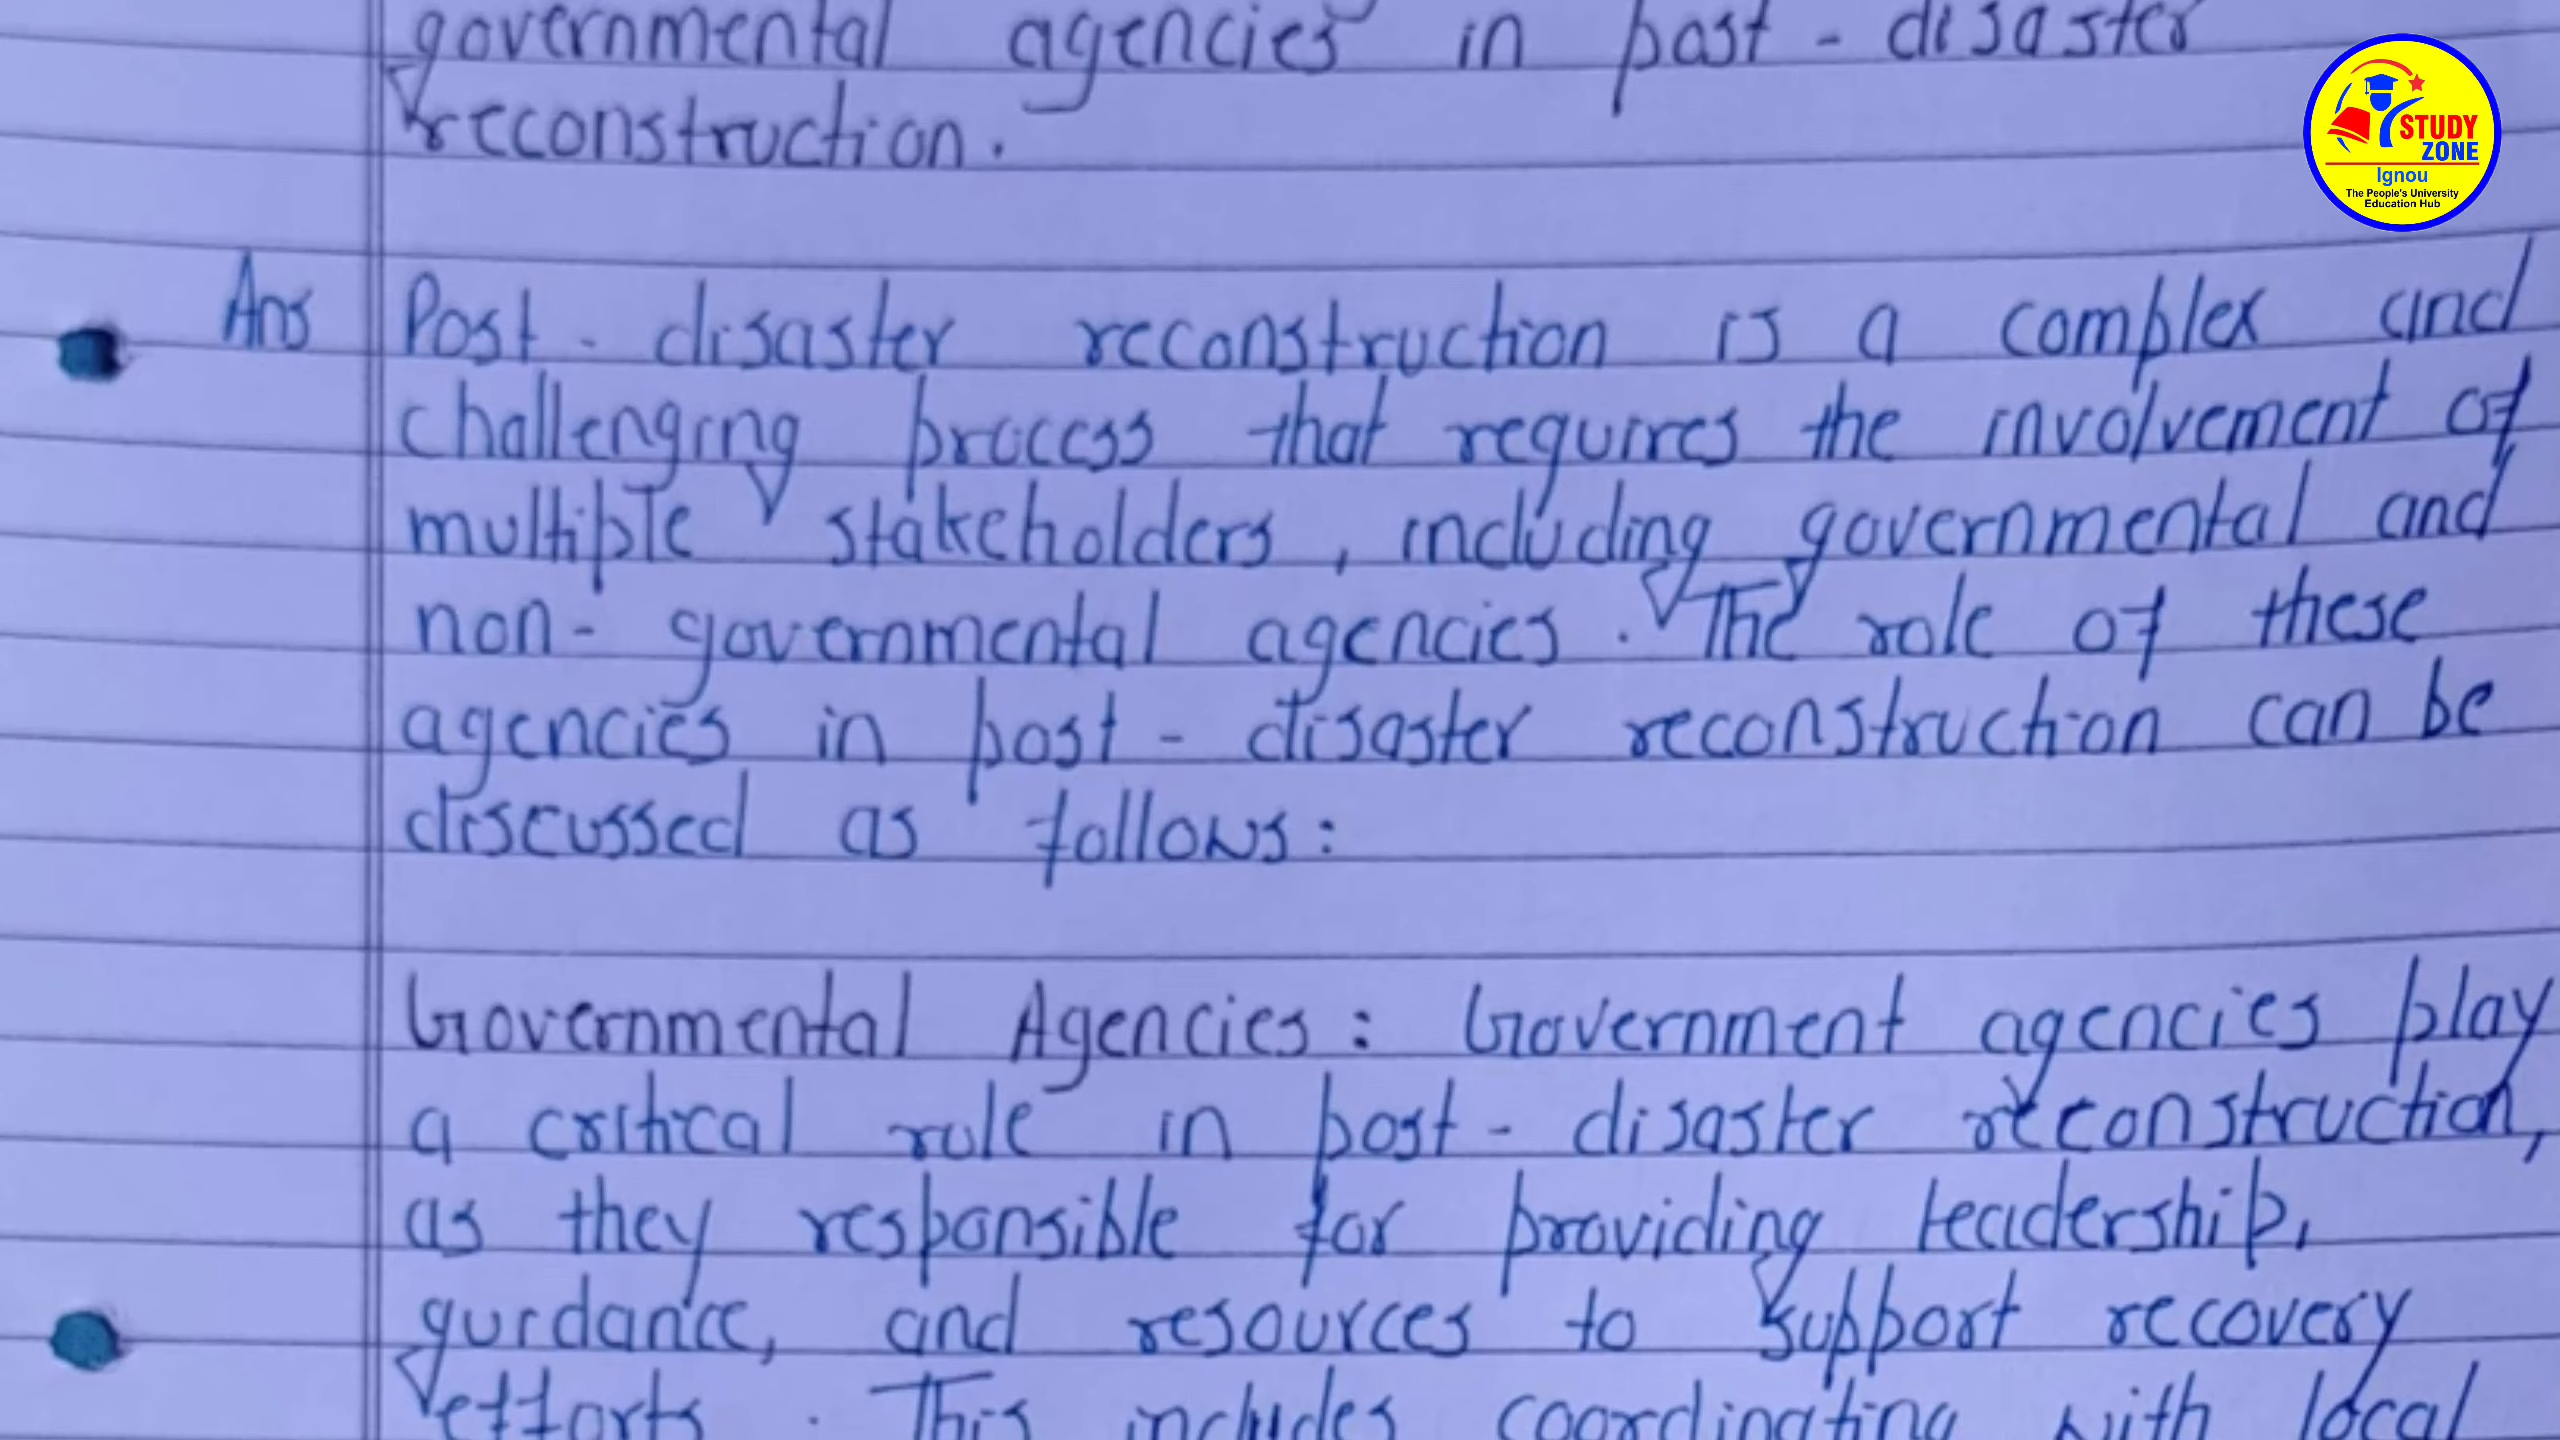 governmental agencies in post - disaster
reconstruction.
STUDY
ZONE
Ignou
The People's University
Education Hub
Ans Post - disaster reconstruction is a complex and
challenging process that requires the involvement of
multiple stakeholders, including governmental and
non- governmental agencies. The role of these
agencies in post - disaster reconstruction can be
discussed as follows:
Governmental Agencies: Government agencies play
a critical role in post - disaster reconstruction,
as they responsible for providing leadership,
guidance, and resources to support recovery
efforts. This includes coordinating with local